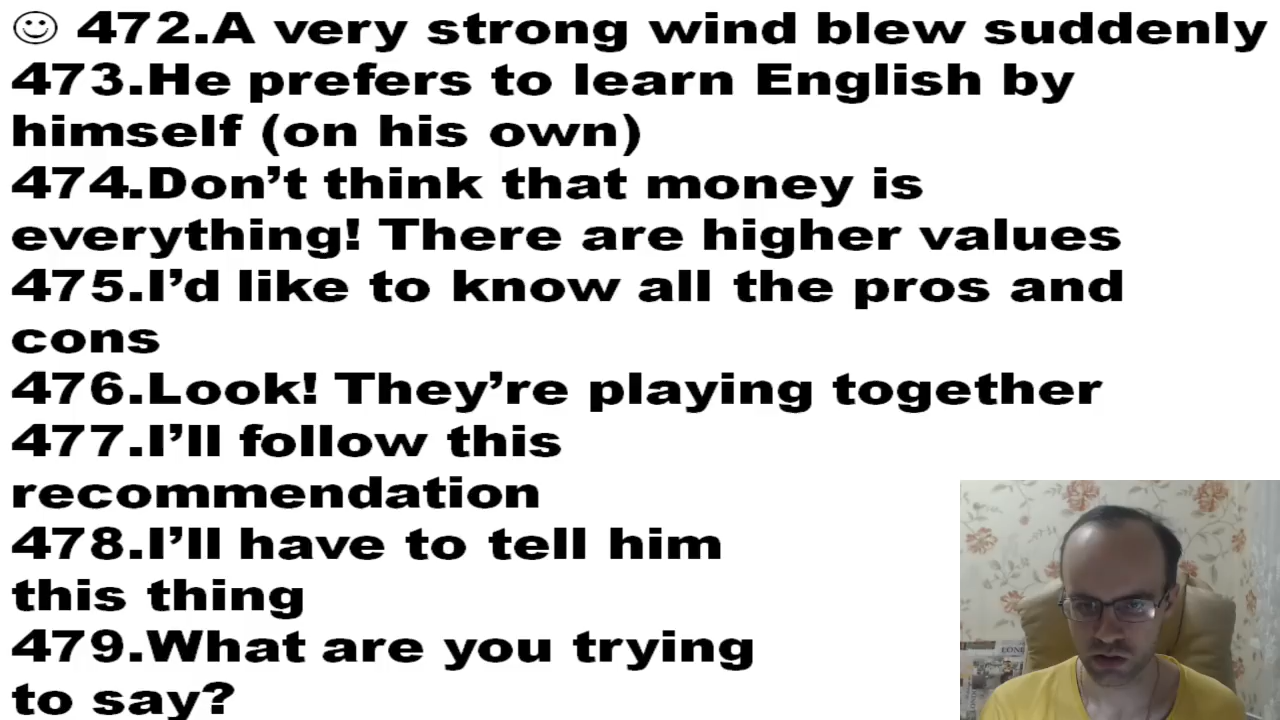 ☺ 472.A very strong wind blew suddenly
473.He prefers to learn English by
himself (on his own)
474.Don’t think that money is
everything! There are higher values
475.I’d like to know all the pros and
cons
476.Look! They’re playing together
477.I’ll follow this
recommendation
478.I’ll have to tell him
this thing
479.What are you trying
to say?